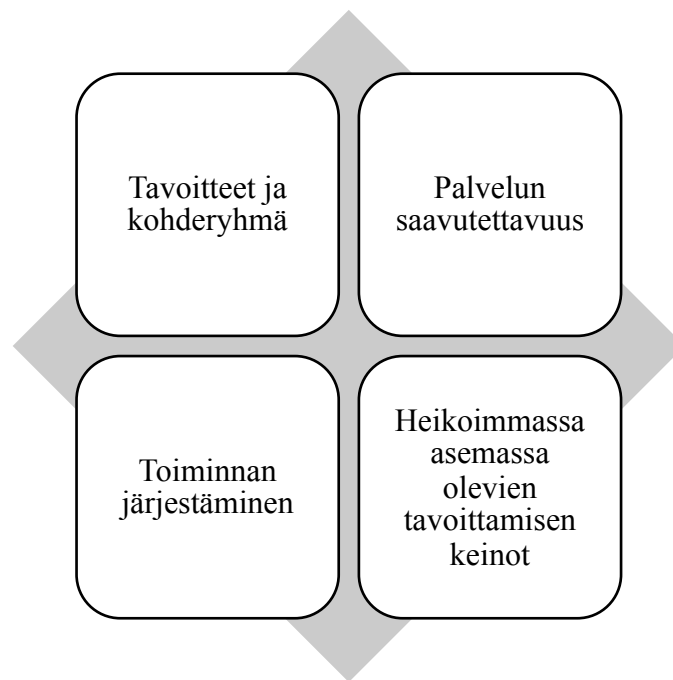 Tavoitteet ja
kohderyhmä
Palvelun
saavutettavuus
Toiminnan
järjestäminen
Heikoimmassa
asemassa
olevien
tavoittamisen
keinot